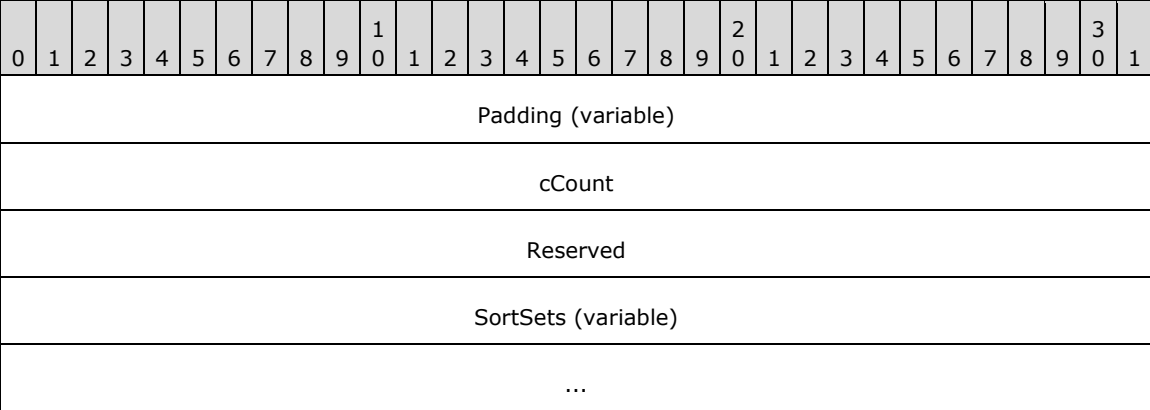 0 1 2 3 4 5 6 7 8 9 1 0 1 2 3 4 5 6 7 8 9 2 0 1 2 3 4 5 6 7 8 9 3 0 1
Padding (variable)
cCount
Reserved
SortSets (variable)
...